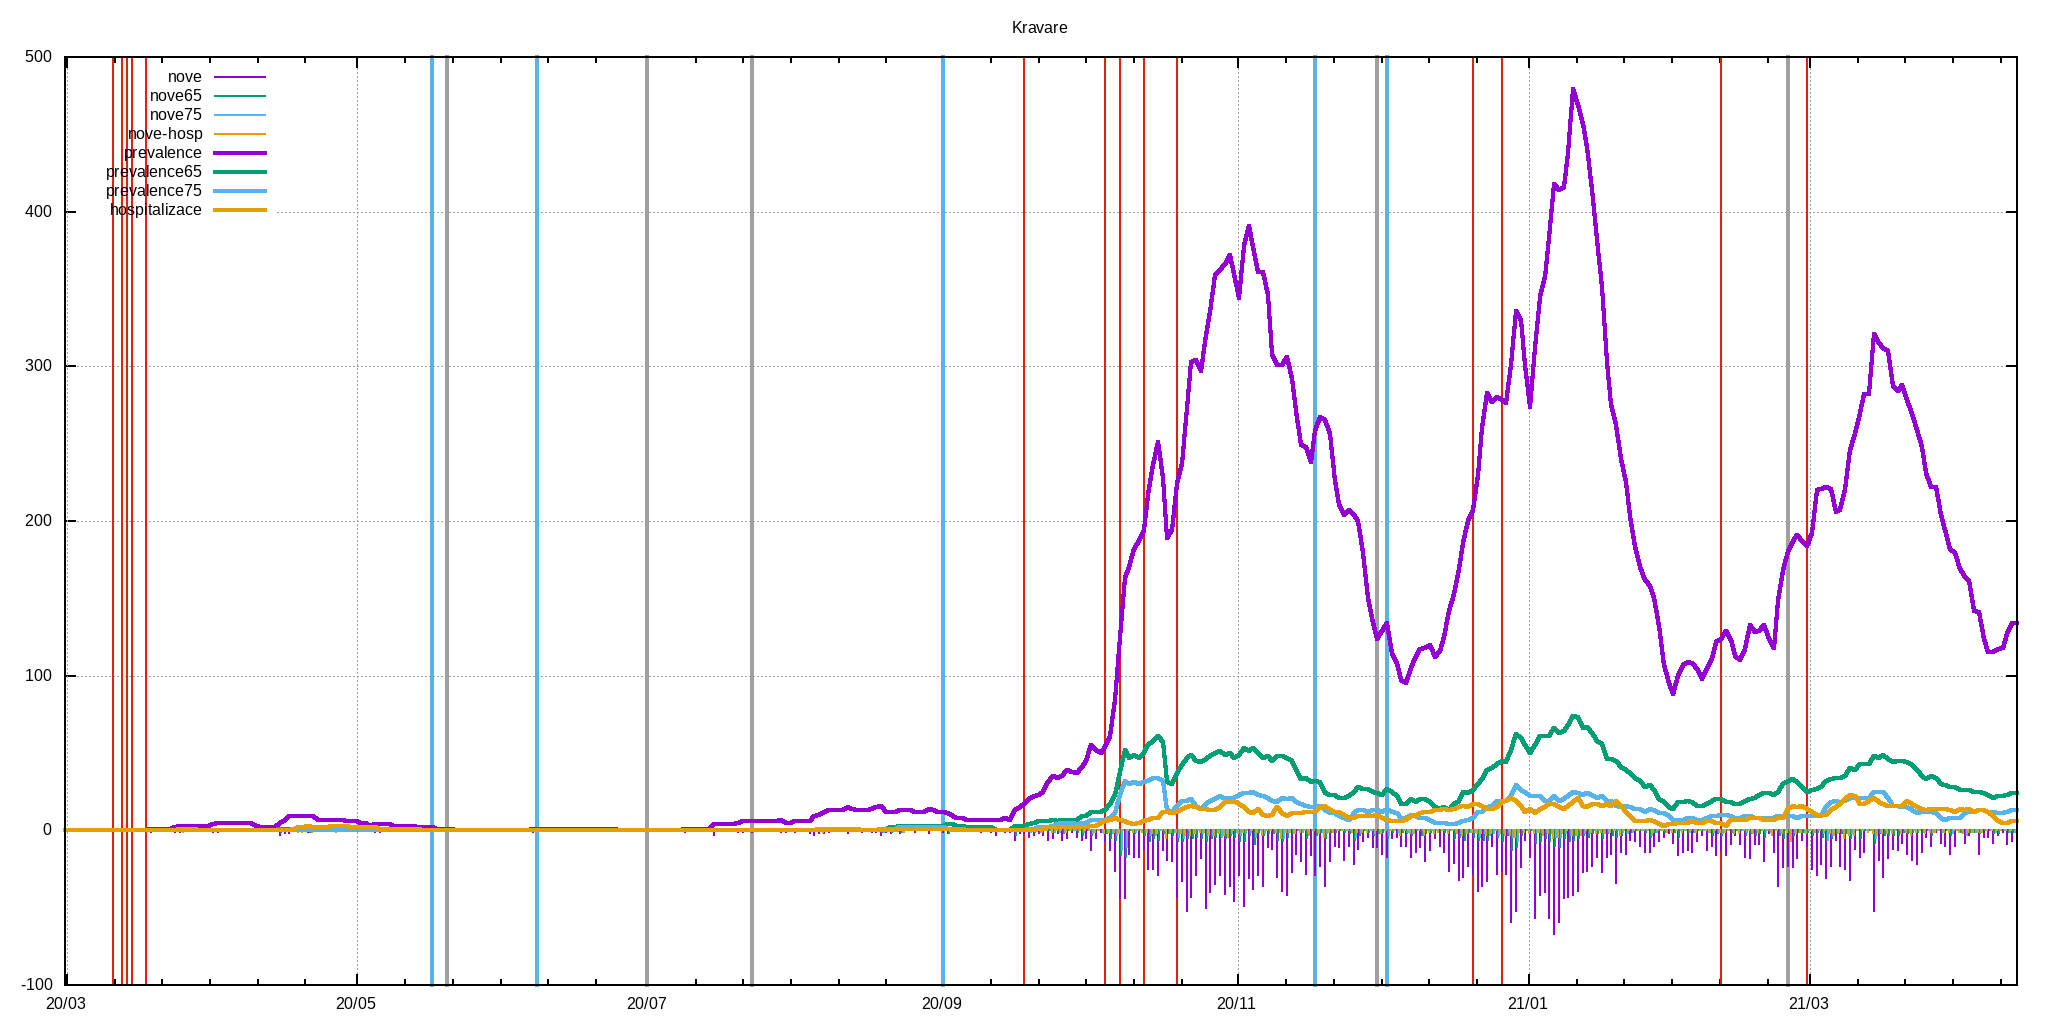 Kravare
500
nove
nove65
nove75
nove-hosp
prevalence
prevalence65
prevalence75
hospitalizace
400
300
200
100
0
-100
20/03 20/05 20/07 20/09 20/11 21/01 21/03